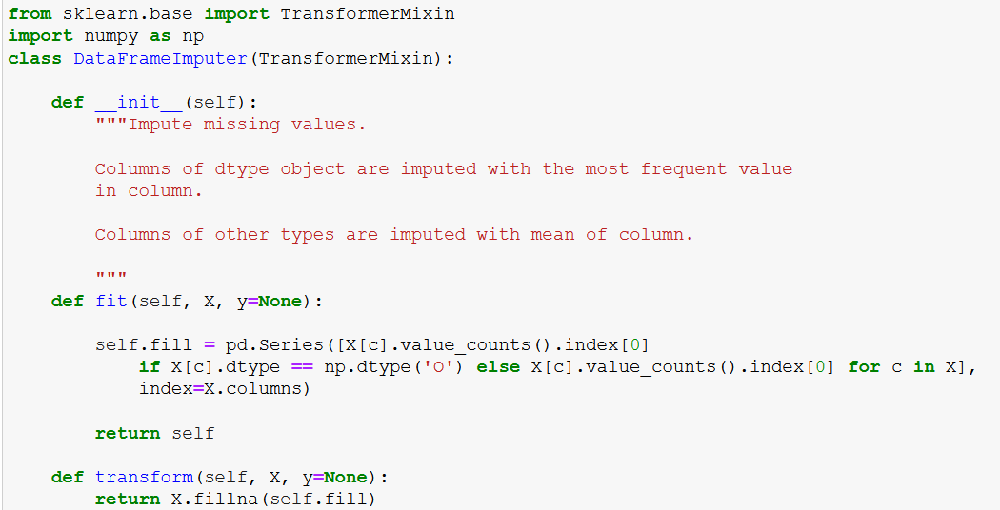 from sklearn.base import TransformerMixin
import numpy as np
class DataFrameImputer(TransformerMixin):
def __init__(self):
"""Impute missing values.
Columns of dtype object are imputed with the most frequent value
in column.
Columns of other types are imputed with mean of column.
"""
def fit(self, X, y=None):
self.fill = pd.Series([X[c].value_counts().index[0]
if X[c].dtype == np.dtype('O') else X[c].value_counts().index[0] for c in X],
index=X.columns)
return self
def transform(self, X, y=None):
return X.fillna(self.fill)